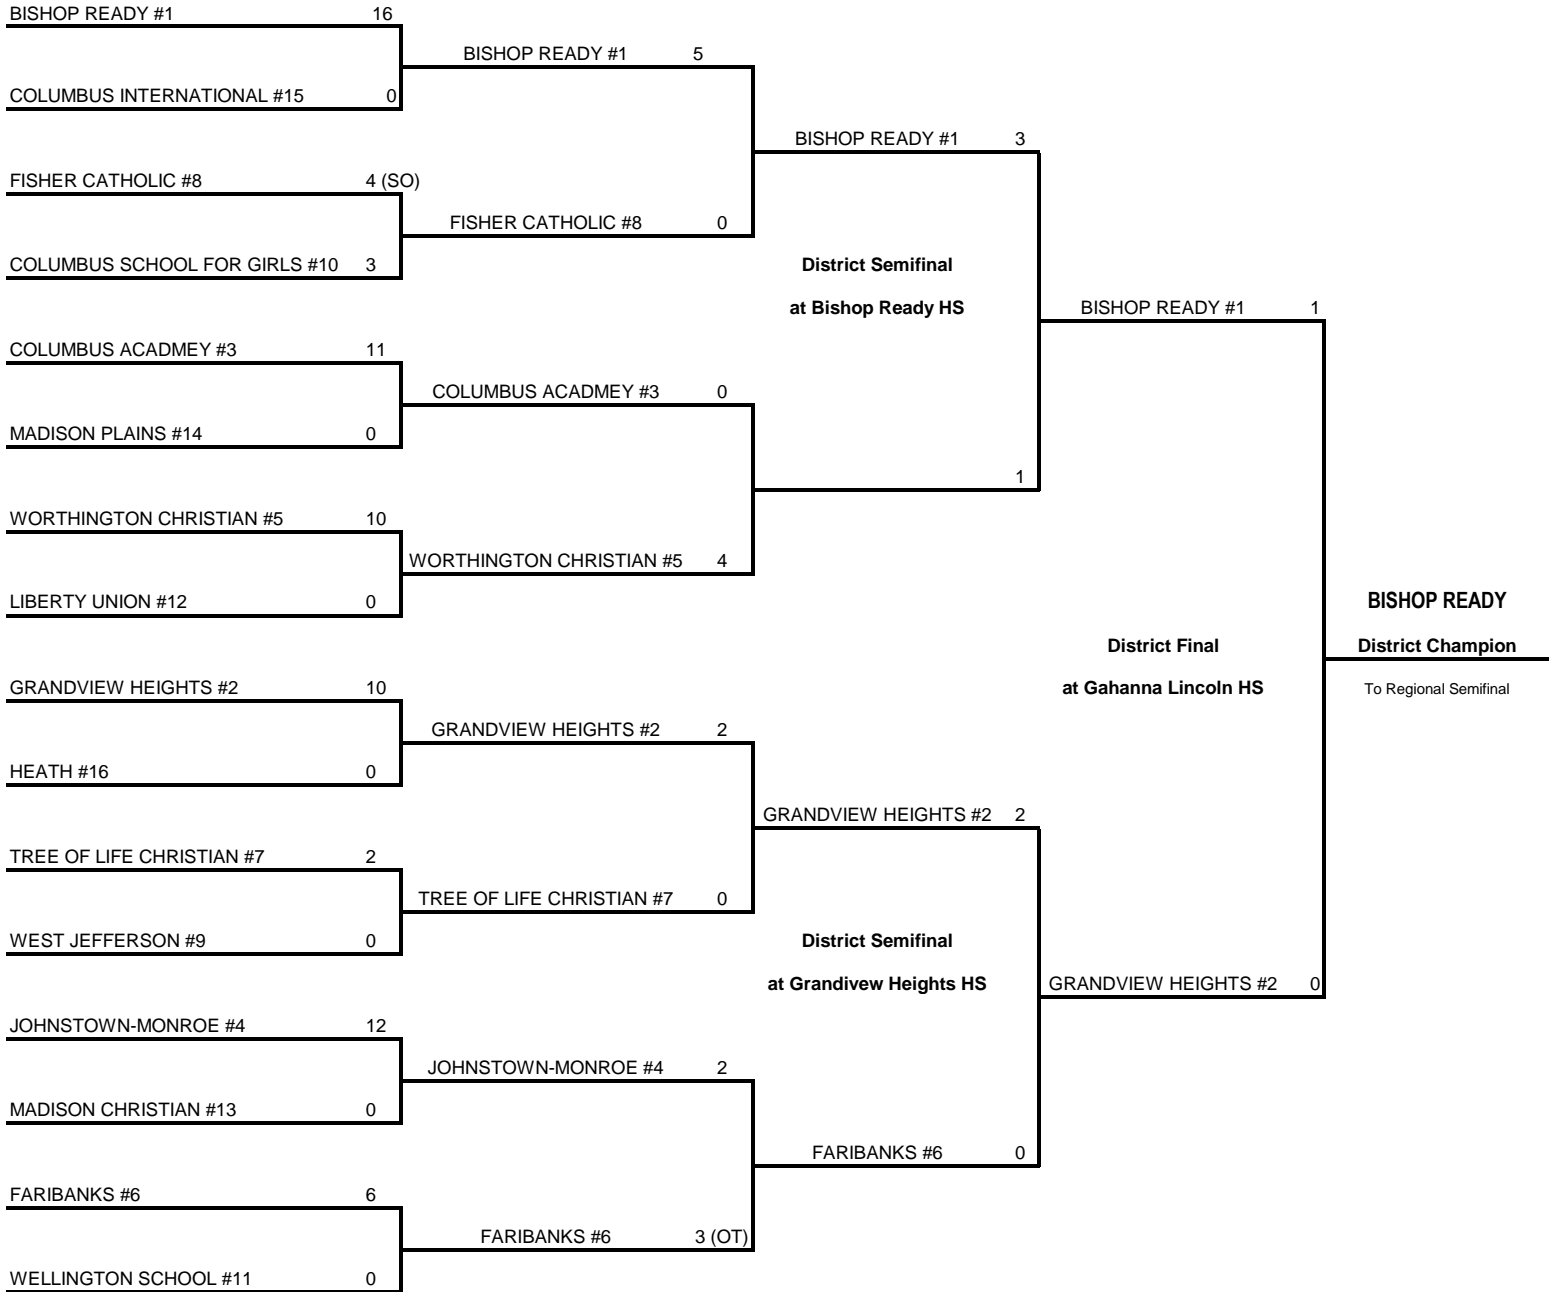 BISHOP READY #1 16
BISHOP READY #1 5
COLUMBUS INTERNATIONAL #15 0
BISHOP READY #1 3
FISHER CATHOLIC #8 4 (SO)
FISHER CATHOLIC #8 0
COLUMBUS SCHOOL FOR GIRLS #10 3
District Semifinal
at Bishop Ready HS
BISHOP READY #1 1
COLUMBUS ACADMEY #3 11
COLUMBUS ACADMEY #3 0
MADISON PLAINS #14 0
1
WORTHINGTON CHRISTIAN #5 10
WORTHINGTON CHRISTIAN #5 4
LIBERTY UNION #12 0
BISHOP READY
District Final
District Champion
GRANDVIEW HEIGHTS #2 10
at Gahanna Lincoln HS
To Regional Semifinal
GRANDVIEW HEIGHTS #2 2
HEATH #16 0
GRANDVIEW HEIGHTS #2 2
TREE OF LIFE CHRISTIAN #7 2
TREE OF LIFE CHRISTIAN #7 0
WEST JEFFERSON #9 0
District Semifinal
at Grandivew Heights HS
GRANDVIEW HEIGHTS #2 0
JOHNSTOWN-MONROE #4 12
JOHNSTOWN-MONROE #4 2
MADISON CHRISTIAN #13 0
FARIBANKS #6 0
FARIBANKS #6 6
FARIBANKS #6 3 (OT)
WELLINGTON SCHOOL #11 0